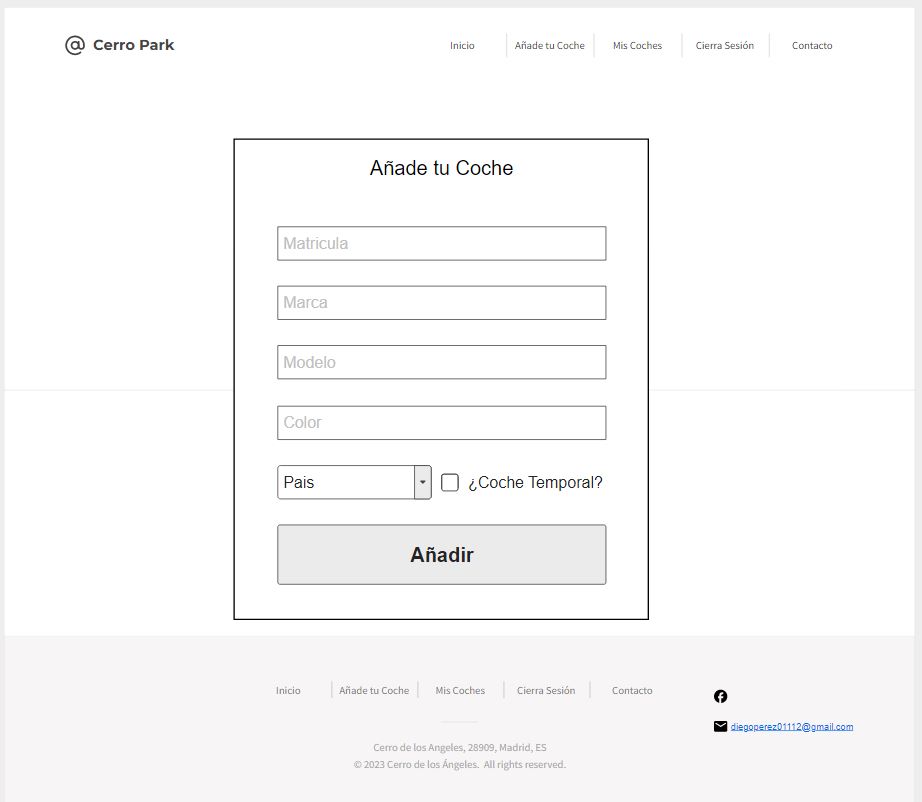 @ Cerro Park
Inicio
Añade tu Coche
Mis Coches
Cierra Sesión
Contacto
Añade tu Coche
Matricula
Marca
Modelo
Color
Pais
¿Coche Temporal?
Añadir
Inicio
Añade tu Coche
Mis Coches
Cierra Sesión
Contacto
diegoperez01112@gmail.com
Cerro de los Angeles, 28909, Madrid, ES
© 2023 Cerro de los Ángeles. All rights reserved.